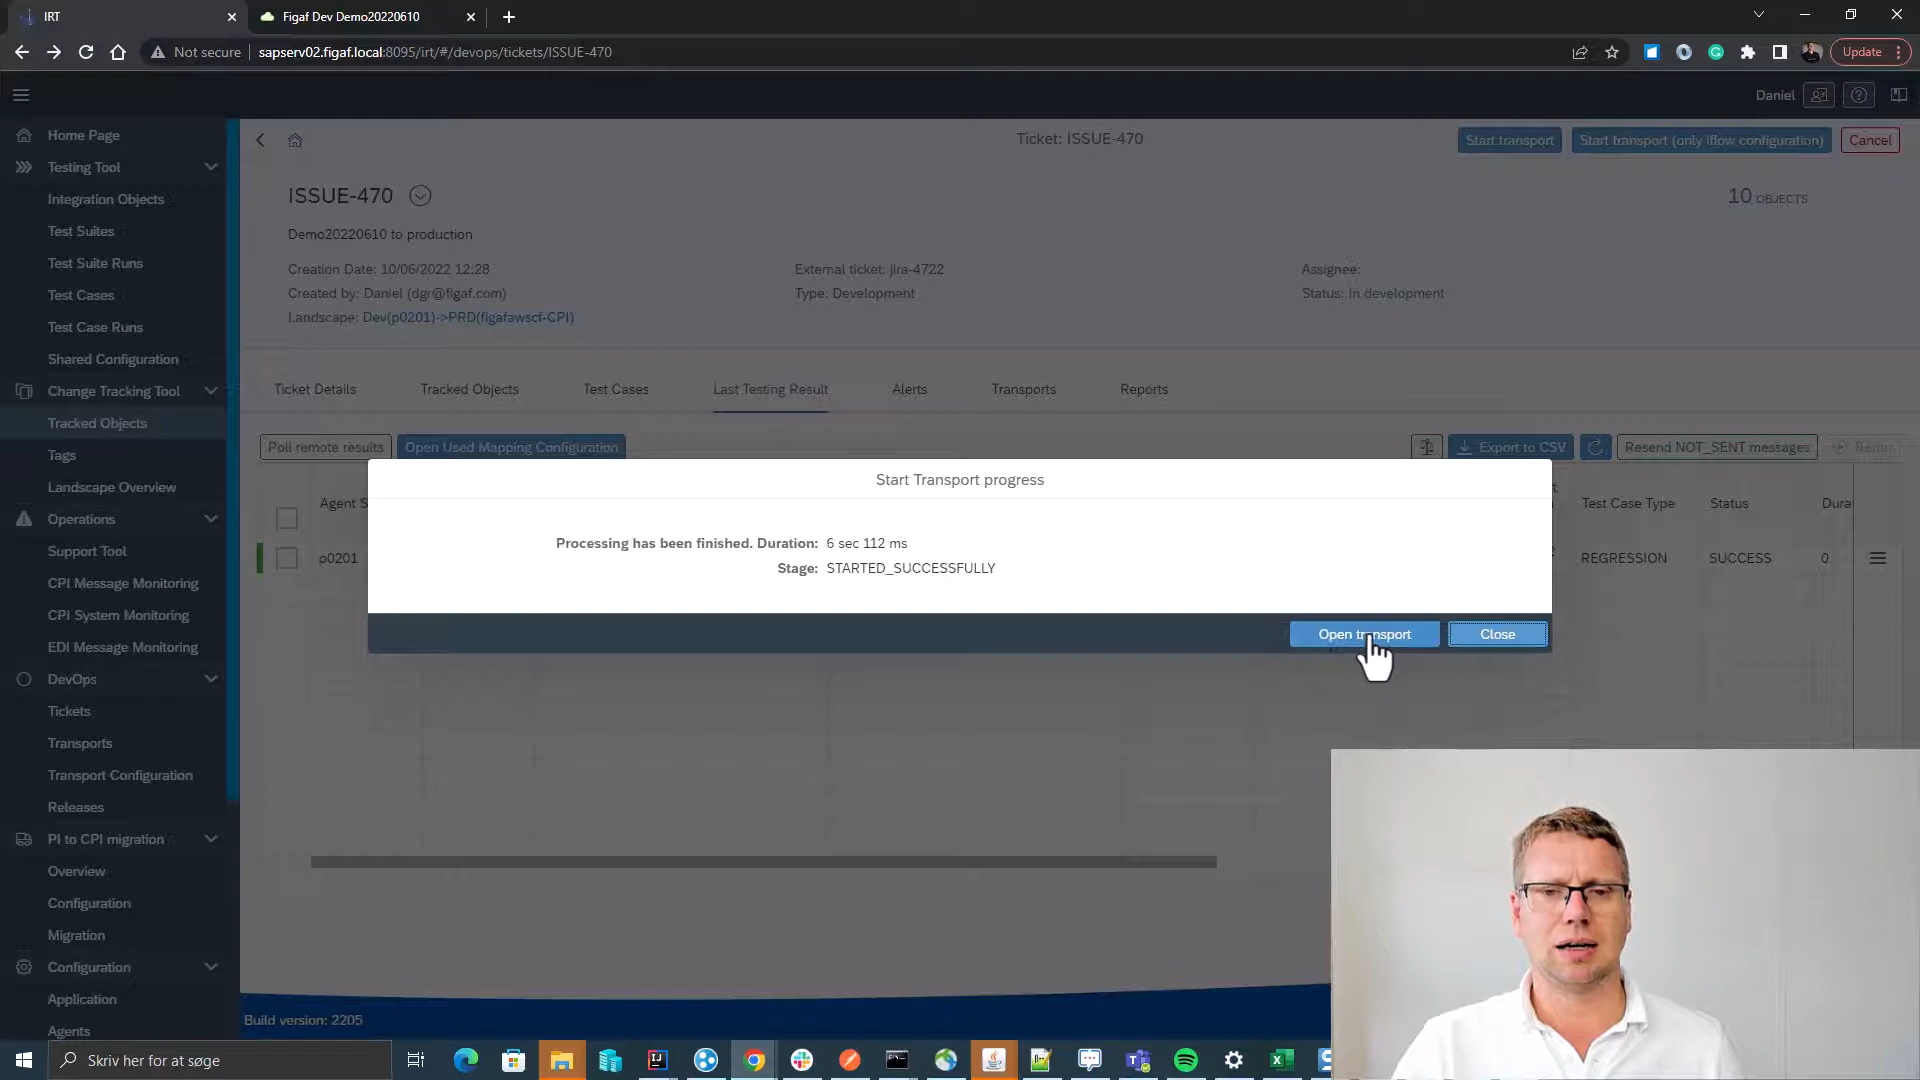 IRT
Figaf Dev Demo20220610
Not secure
sapserv02.figaf.local:8095/irt/#/devops/tickets/ISSUE-470
Update
Daniel
Home Page
Testing Tool
Integration Objects
Test Suites
Test Suite Runs
Test Cases
Test Case Runs
Shared Configuration
Change Tracking Tool
Tracked Objects
Tags
Landscape Overview
Operations
Support Tool
CPI Message Monitoring
CPI System Monitoring
EDI Message Monitoring
DevOps
Tickets
Transports
Transport Configuration
Releases
PI to CPI migration
Overview
Configuration
Migration
Configuration
Application
Agents
Ticket: ISSUE-470
Start transport
Start transport (only iflow configuration)
Cancel
ISSUE-470
10 OBJECTS
Demo20220610 to production
Creation Date: 10/06/2022 12:28
External ticket: jira-4722
Assignee:
Created by: Daniel (dgr@figaf.com)
Type: Development
Status: In development
Landscape: Dev(p0201)->PRD(figafawscf-CPI)
Ticket Details
Tracked Objects
Test Cases
Last Testing Result
Alerts
Transports
Reports
Poll remote results
Open Used Mapping Configuration
Export to CSV
Resend NOT_SENT messages
Agent S
Test Case Type
Status
Dura
p0201
REGRESSION
SUCCESS
0
Start Transport progress
Processing has been finished. Duration: 6 sec 112 ms
Stage: STARTED_SUCCESSFULLY
Open transport
Close
Build version: 2205
Skriv her for at søge